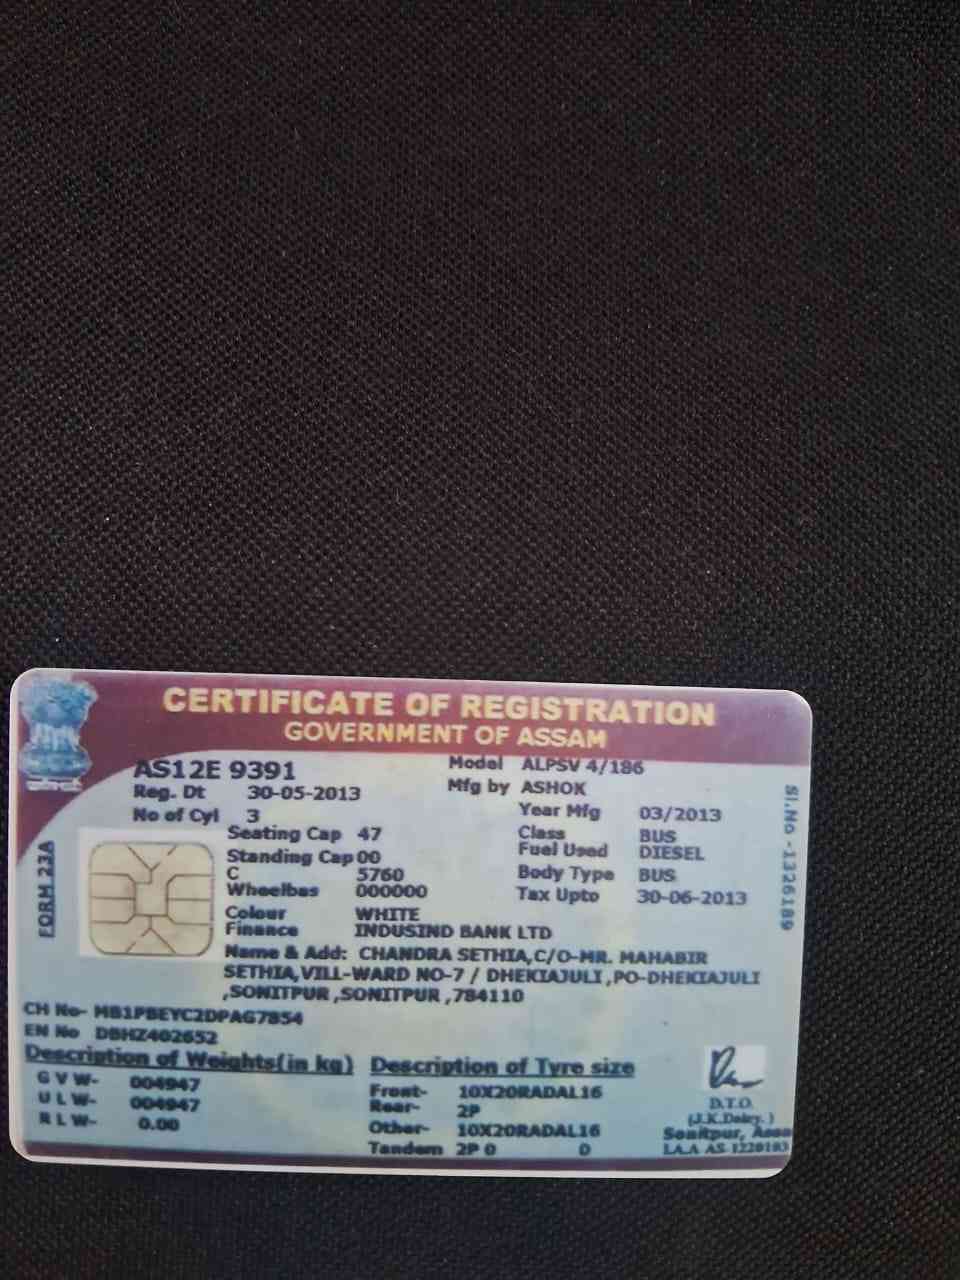 CERTIFICATE OF REGISTRATION
GOVERNMENT OF ASSAM
AS12E 9391
Model ALPSV 4/186
Reg. Dt 30-05-2013
Mfg by ASHOK
No of Cyl 3
Year Mfg 03/2013
Seating Cap 47
Class BUS
Standing Cap 00
Fuel Used DIESEL
C 5760
Body Type BUS
Wheelbas 000000
Tax Upto 30-06-2013
Colour WHITE
Finance INDUSIND BANK LTD
Name & Add: CHANDRA SETHIA,C/O-MR. MAHABIR
SETHIA,VILL-WARD NO-7 / DHEKIAJULI,PO-DHEKIAJULI
,SONITPUR,SONITPUR,784110
CH No- MB1PBEYC2DPAG7854
EN No DBHZ402652
Description of Weights(in kg)
G V W- 004947
U L W- 004947
R L W- 0.00
Description of Tyre size
Front- 10X20RADAL16
Rear- 2P
Other- 10X20RADAL16
Tandem 2P 0 0
D.T.O.
(J.K.Daley.)
Sonitpur, Assa
FORM 23A
Sl.No -1326189